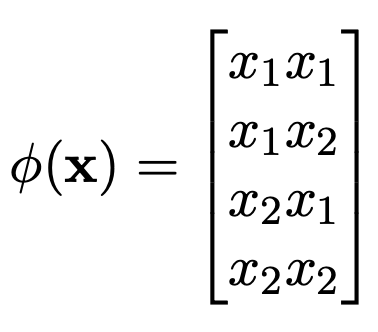 ϕ(𝐱) = [x₁x₁
x₁x₂
x₂x₁
x₂x₂]